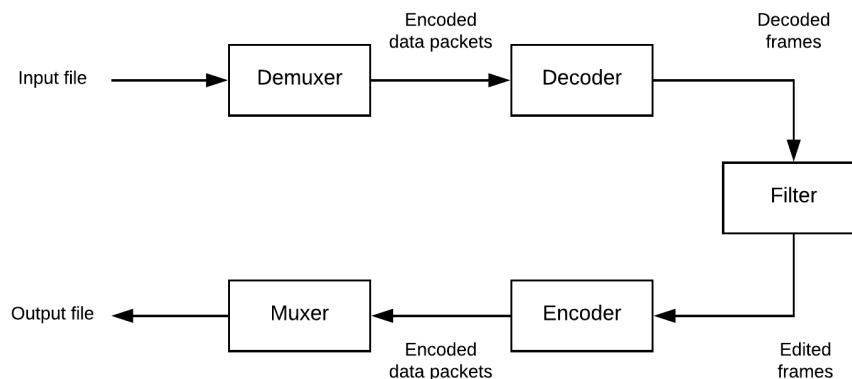 Encoded
data packets
Decoded
frames
Input file
Demuxer
Decoder
Filter
Output file
Muxer
Encoder
Encoded
data packets
Edited
frames